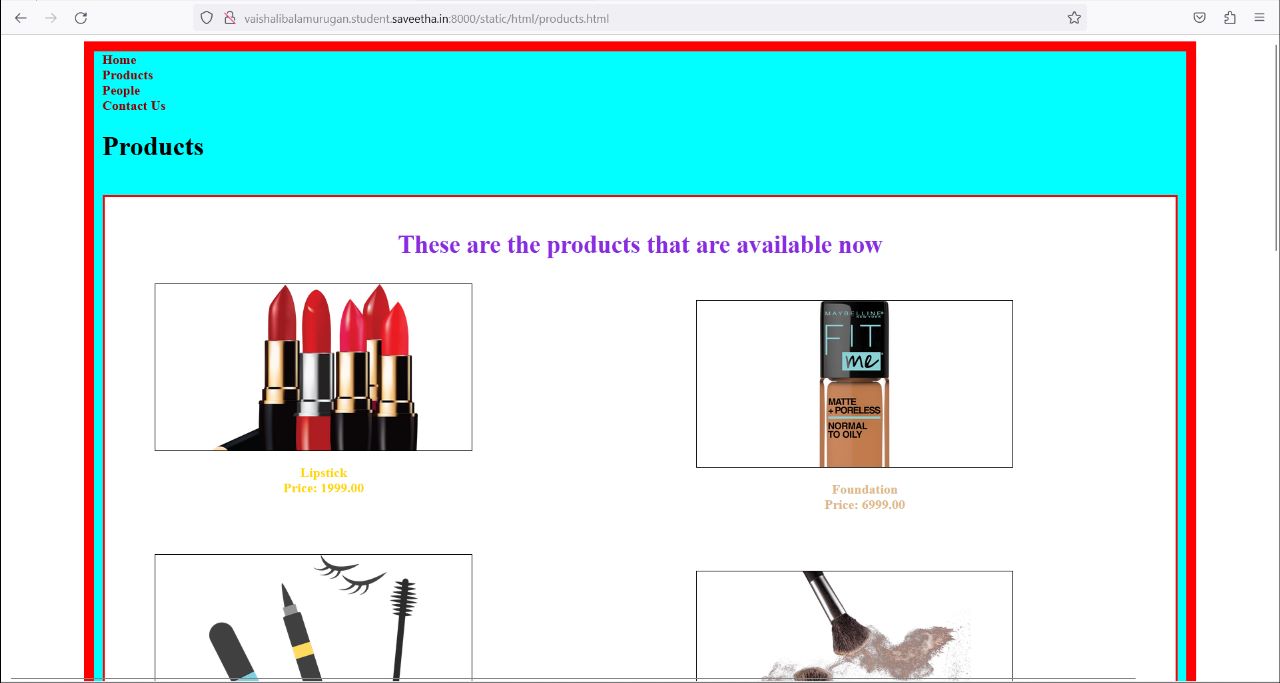 vaishalibalamurugan.student.saveetha.in:8000/static/html/products.html
Home
Products
People
Contact Us
Products
These are the products that are available now
MAYBELLINE
NEW YORK
FIT
me
MATTE
+ PORELESS
NORMAL
TO OILY
Lipstick
Price: 1999.00
Foundation
Price: 6999.00